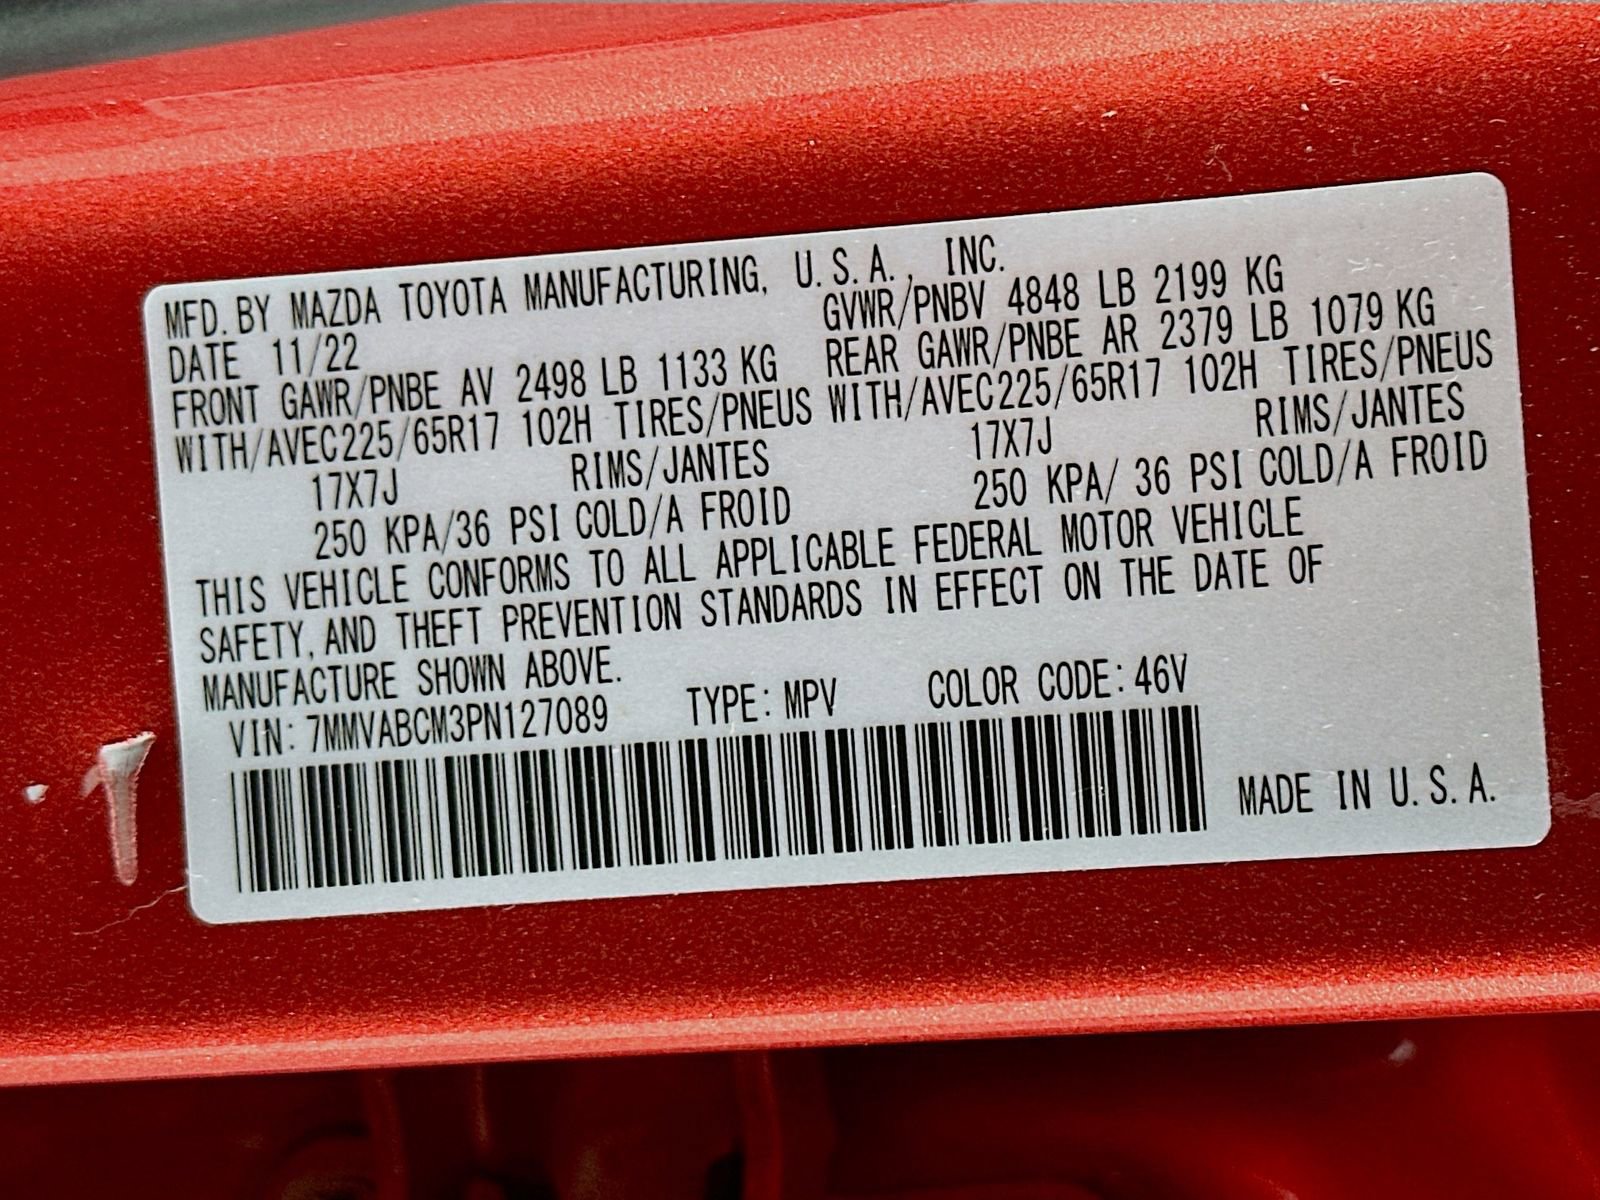 MFD. BY MAZDA TOYOTA MANUFACTURING, U.S.A., INC.
DATE 11/22 GVWR/PNBV 4848 LB 2199 KG
FRONT GAWR/PNBE AV 2498 LB 1133 KG REAR GAWR/PNBE AR 2379 LB 1079 KG
WITH/AVEC225/65R17 102H TIRES/PNEUS WITH/AVEC225/65R17 102H TIRES/PNEUS
17X7J RIMS/JANTES 17X7J RIMS/JANTES
250 KPA/36 PSI COLD/A FROID 250 KPA/ 36 PSI COLD/A FROID
THIS VEHICLE CONFORMS TO ALL APPLICABLE FEDERAL MOTOR VEHICLE
SAFETY, AND THEFT PREVENTION STANDARDS IN EFFECT ON THE DATE OF
MANUFACTURE SHOWN ABOVE.
VIN: 7MMVABCM3PN127089 TYPE: MPV COLOR CODE: 46V
MADE IN U.S.A.